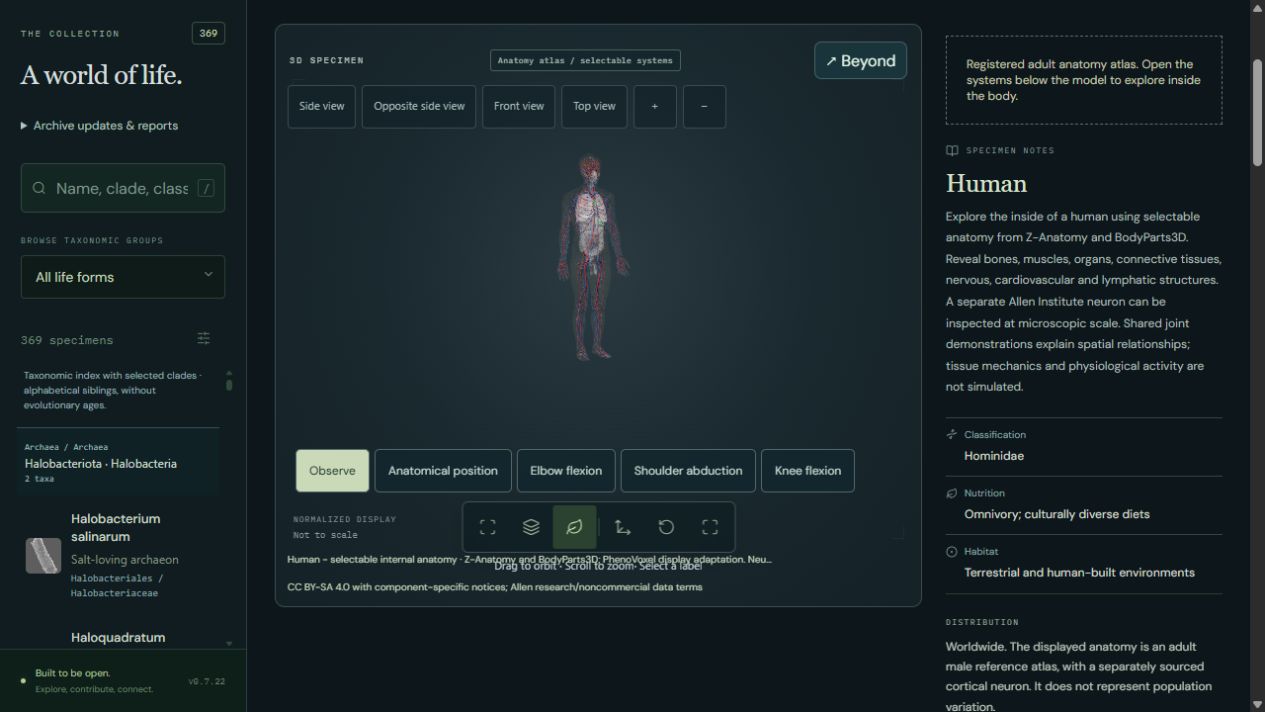 THE COLLECTION
369
A world of life.
Archive updates & reports
Name, clade, class
/
BROWSE TAXONOMIC GROUPS
All life forms
369 specimens
Taxonomic index with selected clades ·
alphabetical siblings, without
evolutionary ages.
Archaea / Archaea
Halobacteriota · Halobacteria
2 taxa
Halobacterium
salinarum
Salt-loving archaeon
Halobacteriales /
Halobacteriaceae
Haloquadratum
Built to be open.
Explore, contribute, connect.
v0.7.22
3D SPECIMEN
Anatomy atlas / selectable systems
↗ Beyond
Side view
Opposite side view
Front view
Top view
+
−
Observe
Anatomical position
Elbow flexion
Shoulder abduction
Knee flexion
NORMALIZED DISPLAY
Not to scale
Human – selectable internal anatomy · Z-Anatomy and BodyParts3D; PhenoVoxel display adaptation. Neu...
Drag to orbit · Scroll to zoom· Select a label
CC BY-SA 4.0 with component-specific notices; Allen research/noncommercial data terms
Registered adult anatomy atlas. Open the
systems below the model to explore inside
the body.
SPECIMEN NOTES
Human
Explore the inside of a human using selectable
anatomy from Z-Anatomy and BodyParts3D.
Reveal bones, muscles, organs, connective tissues,
nervous, cardiovascular and lymphatic structures.
A separate Allen Institute neuron can be
inspected at microscopic scale. Shared joint
demonstrations explain spatial relationships;
tissue mechanics and physiological activity are
not simulated.
Classification
Hominidae
Nutrition
Omnivory; culturally diverse diets
Habitat
Terrestrial and human-built environments
DISTRIBUTION
Worldwide. The displayed anatomy is an adult
male reference atlas, with a separately sourced
cortical neuron. It does not represent population
variation.